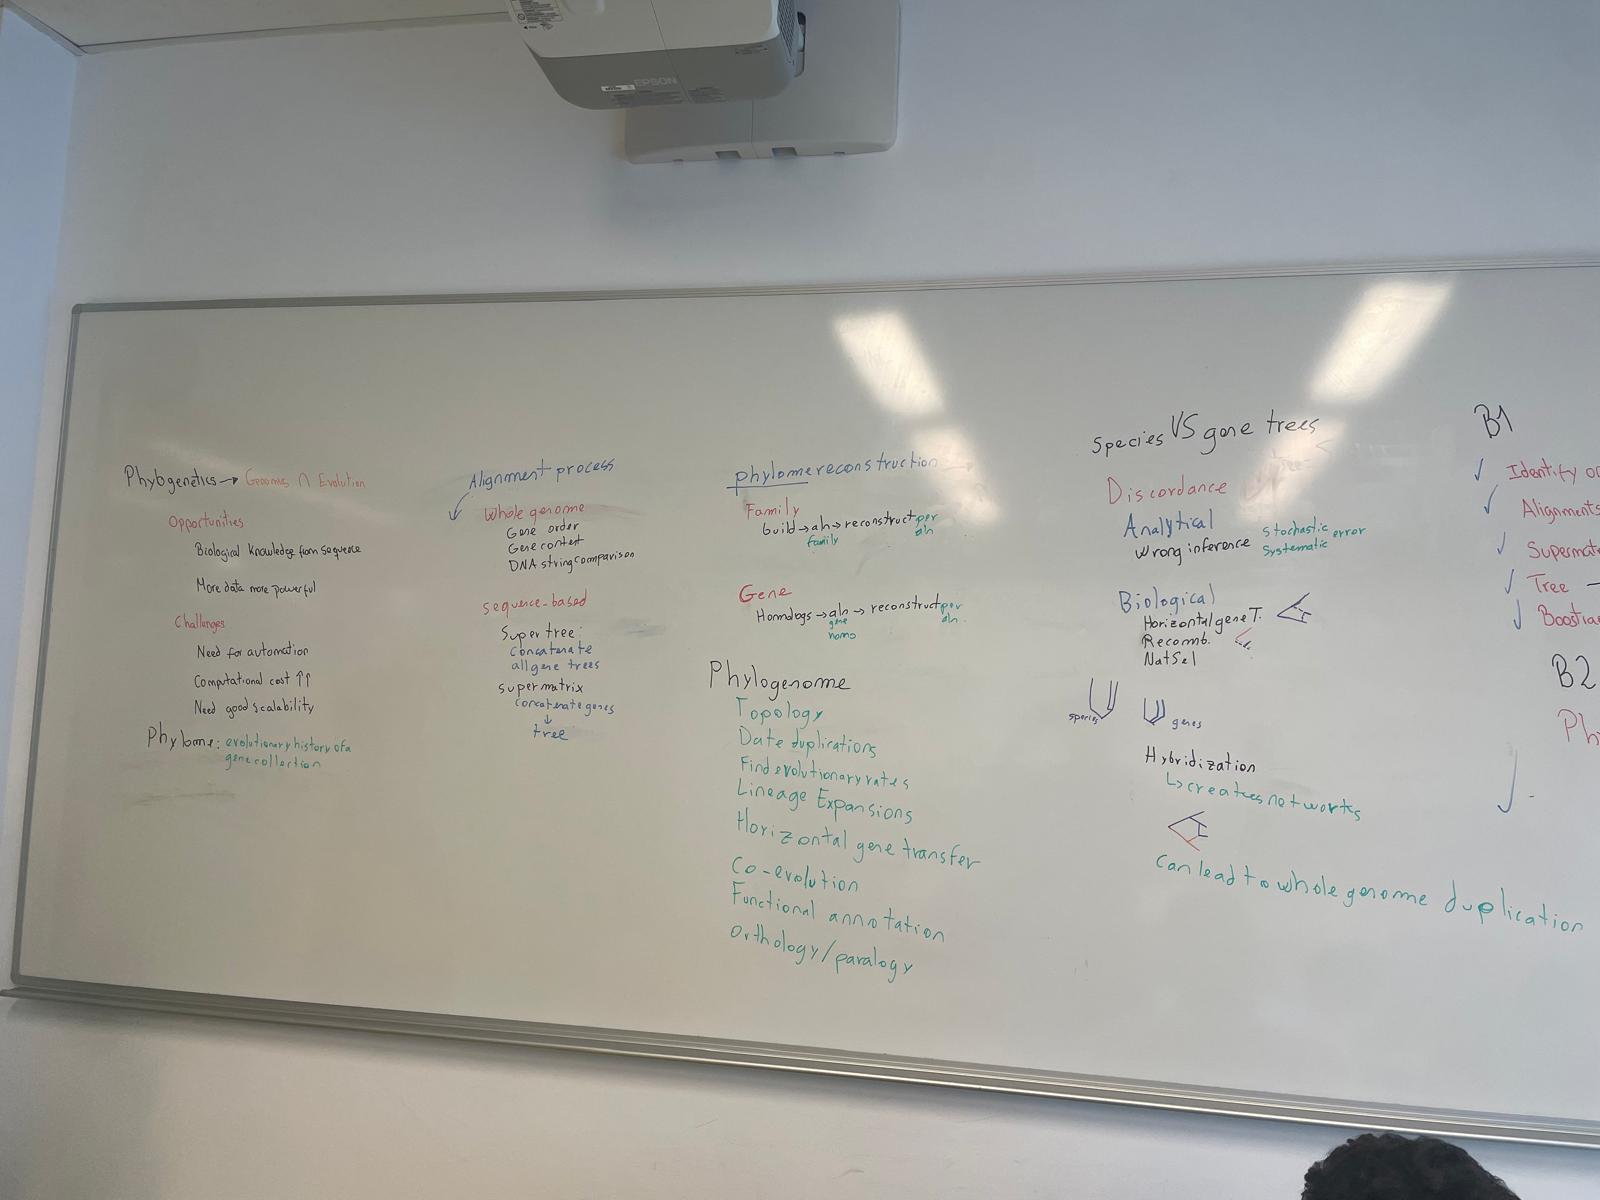 EPSON
Phylogenetics → Genomes ∩ Evolution
Opportunities
Biological knowledge from sequence
More data more powerful
Challenges
Need for automation
Computational cost ↑↑
Need good scalability
Phylome: evolutionary history of a
gene collection
Alignment process
Whole genome
Gene order
Gene content
DNA string comparison
Sequence-based
Super tree:
Concatenate
all gene trees
supermatrix
Concatenate genes
↓
tree
phylome reconstruction
Family
build → aln → reconstruct per
family
aln
Gene
Homologs → aln → reconstruct per
gene
aln.
homo
Phylogenome
Topology
Date duplications
Find evolutionary rates
Lineage Expansions
Horizontal gene transfer
Co-evolution
Functional annotation
Orthology/paralogy
Species VS gene trees
Discordance
Analytical
Wrong inference
Stochastic error
Systematic
Biological
Horizontal gene T.
Recomb.
Nat Sel
species
genes
Hybridization
↳ creates networks
Can lead to whole genome duplication
B1
✓ Identify
✓ Alignments
✓ Supermat
✓ Tree →
✓
B2
Ph